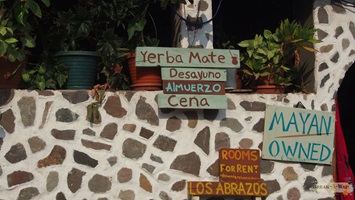 Yerba Mate
Desayuno
ALMUERZO
CENA
MAYAN
OWNED
ROOMS
FOR RENT!
LOS ABRAZOS